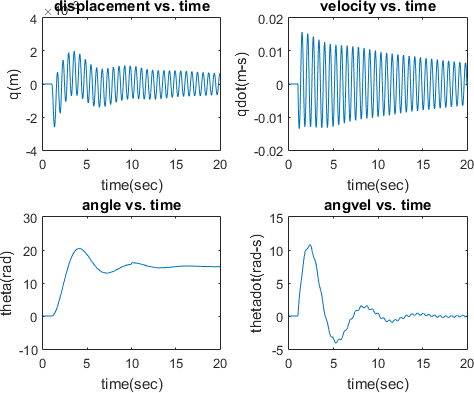 displacement vs. time
velocity vs. time
4
2
0
-2
-4
q(m)
0 5 10 15 20
time(sec)
0.02
0.01
0
-0.01
-0.02
qdot(m-s)
0 5 10 15 20
time(sec)
angle vs. time
angvel vs. time
30
20
10
0
-10
theta(rad)
0 5 10 15 20
time(sec)
15
10
5
0
-5
thetadot(rad-s)
0 5 10 15 20
time(sec)